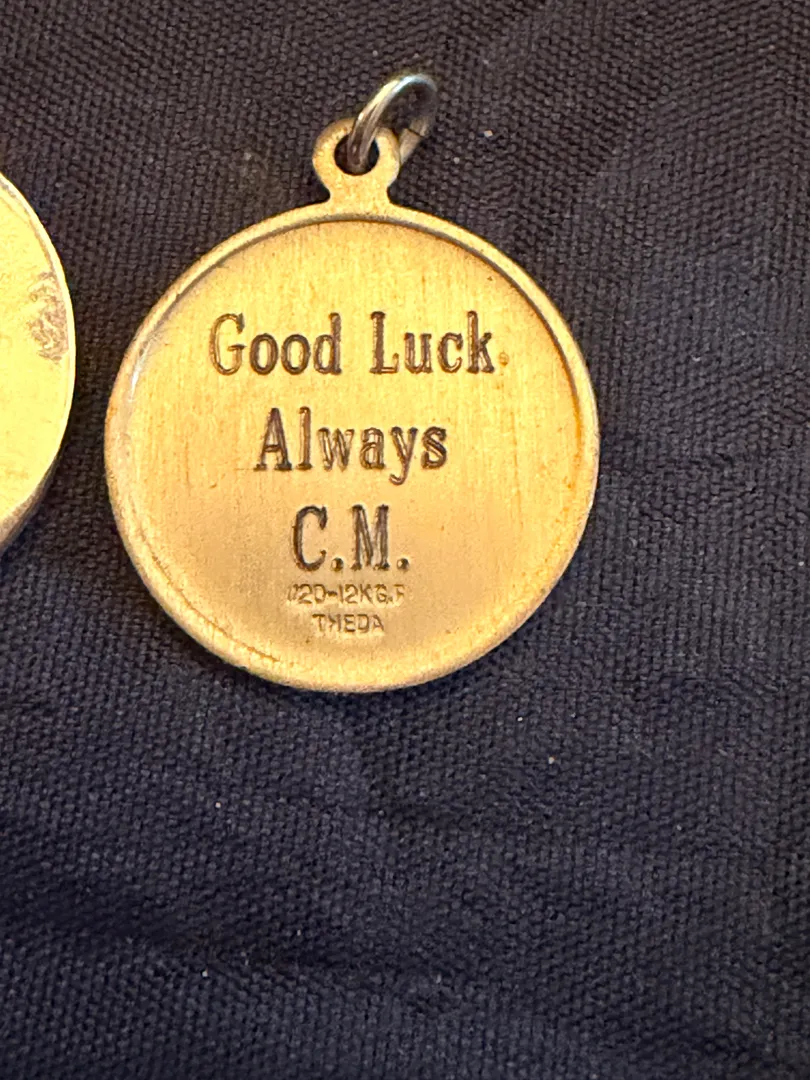 Good Luck
Always
C.M.
1/20-12KG.F
THEDA